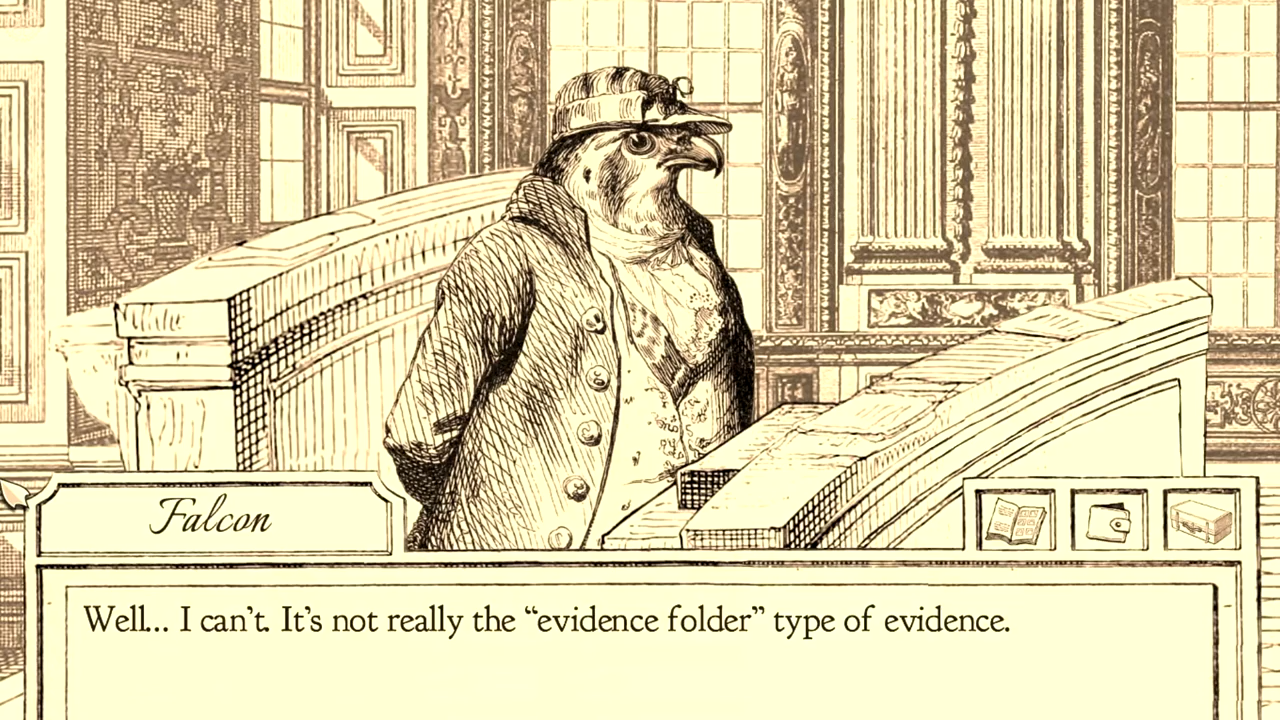 Falcon
Well... I can't. It's not really the “evidence folder” type of evidence.